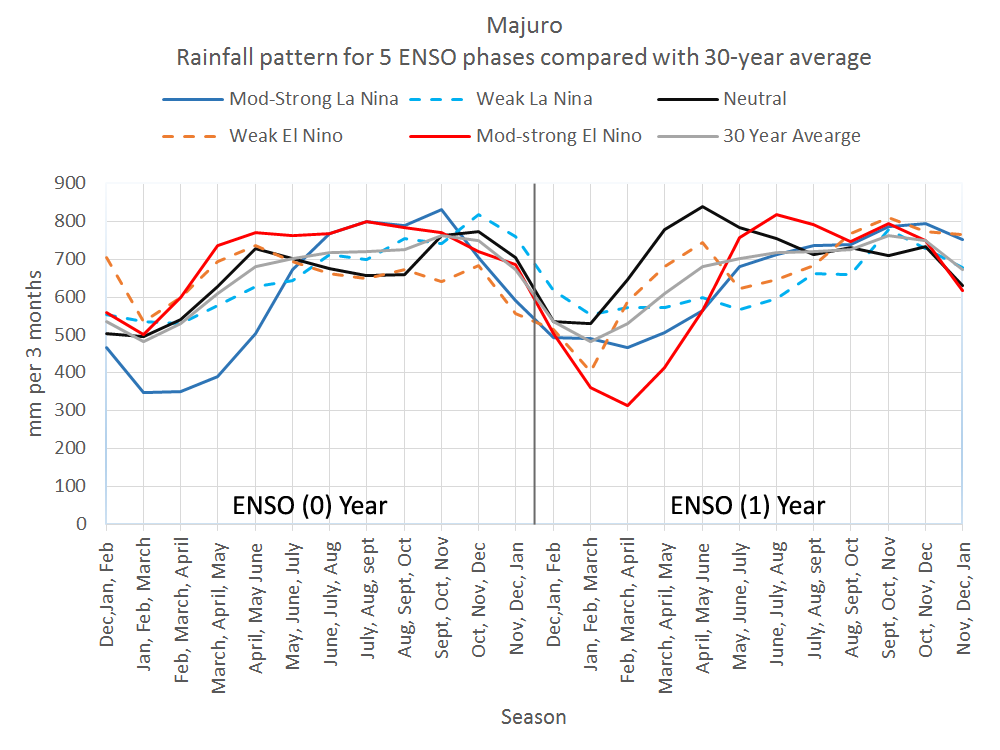 Majuro
Rainfall pattern for 5 ENSO phases compared with 30-year average
Mod-Strong La Nina
Weak La Nina
Neutral
Weak El Nino
Mod-strong El Nino
30 Year Avearge
900
800
700
600
500
400
300
200
100
0
mm per 3 months
ENSO (0) Year
ENSO (1) Year
Dec,Jan, Feb
Jan, Feb, March
Feb, March, April
March, April, May
April, May June
May, June, July
June, July, Aug
July, Aug, sept
Aug, Sept, Oct
Sept, Oct, Nov
Oct, Nov, Dec
Nov, Dec, Jan
Dec,Jan, Feb
Jan, Feb, March
Feb, March, April
March, April, May
April, May June
May, June, July
June, July, Aug
July, Aug, sept
Aug, Sept, Oct
Sept, Oct, Nov
Oct, Nov, Dec
Nov, Dec, Jan
Season